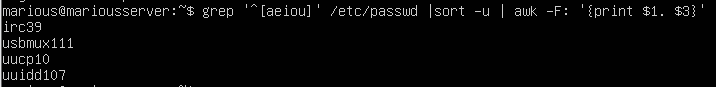 marious@mariousserver:~$ grep '^[aeiou]' /etc/passwd |sort -u | awk -F: '{print $1. $3}'
irc39
usbmux111
uucp10
uuidd107